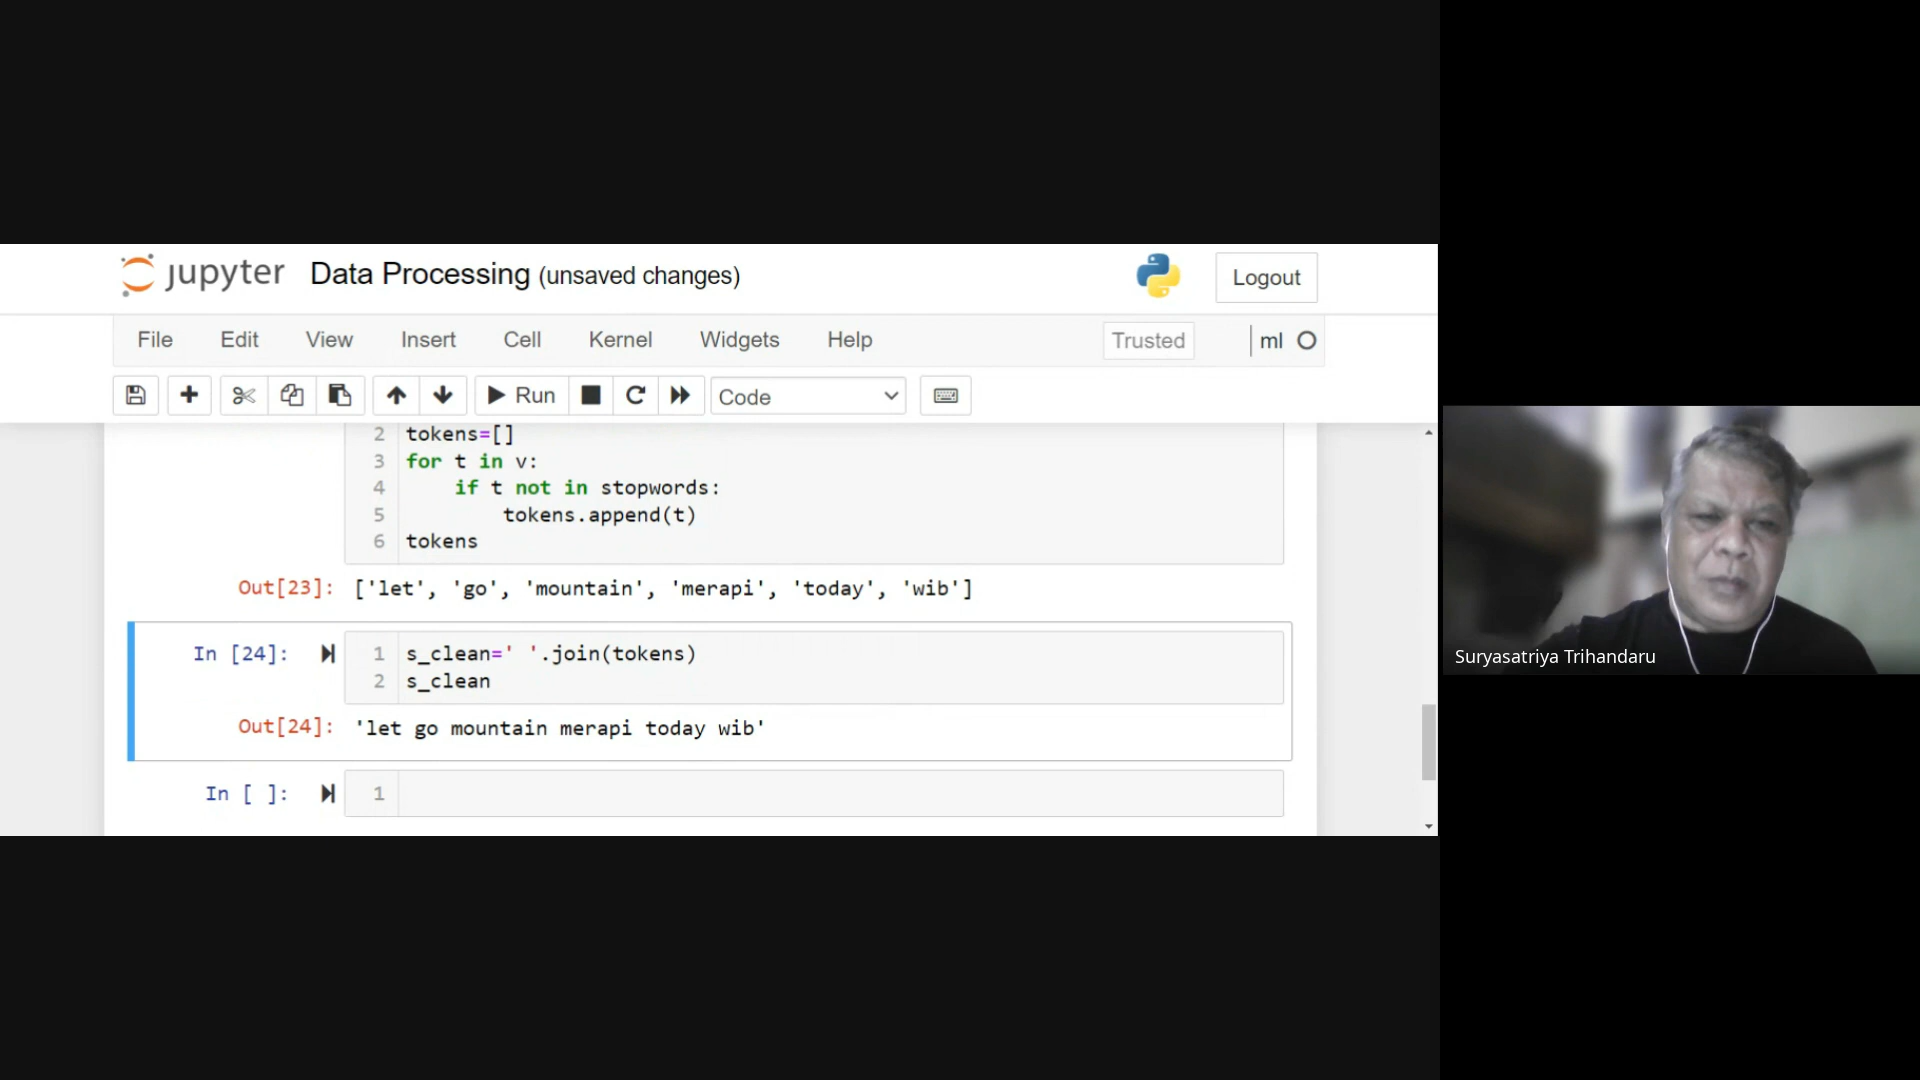 jupyter Data Processing (unsaved changes) Logout
File Edit View Insert Cell Kernel Widgets Help Trusted ml
Run Code
2 tokens=[]
3 for t in v:
4 if t not in stopwords:
5 tokens.append(t)
6 tokens
Out[23]: ['let', 'go', 'mountain', 'merapi', 'today', 'wib']
In [24]: 1 s_clean=' '.join(tokens)
2 s_clean
Out[24]: 'let go mountain merapi today wib'
In [ ]: 1
Suryasatriya Trihandaru